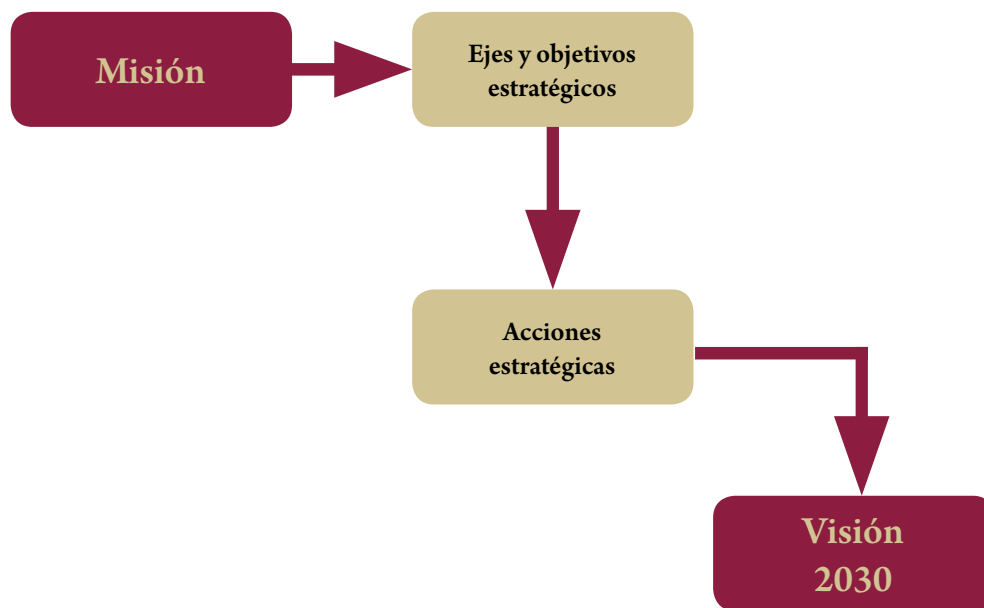 Misión
Ejes y objetivos
estratégicos
Acciones
estratégicas
Visión
2030